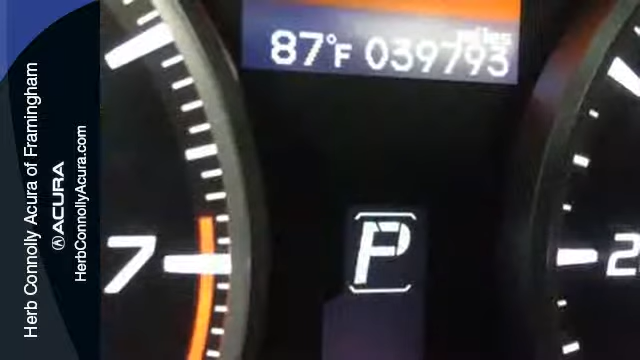 Herb Connolly Acura of Framingham
ACURA
HerbConnollyAcura.com
miles
87°F 039793
P
7
2